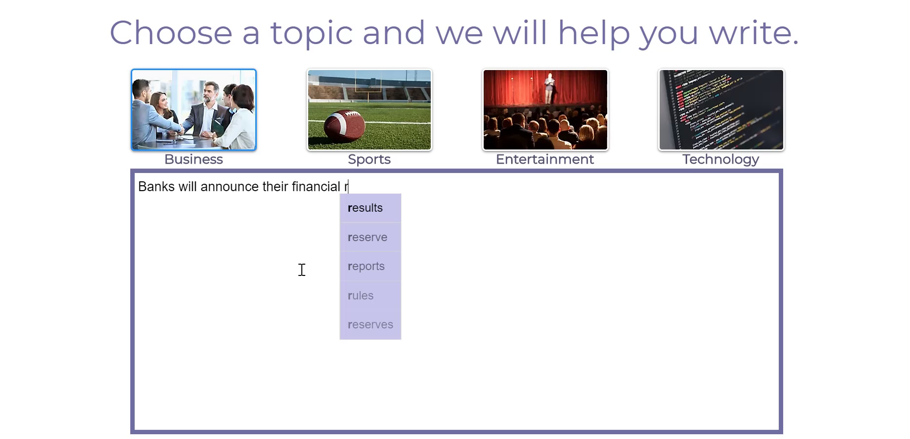 Choose a topic and we will help you write.
Business
Sports
Entertainment
Technology
Banks will announce their financial r
results
reserve
reports
rules
reserves